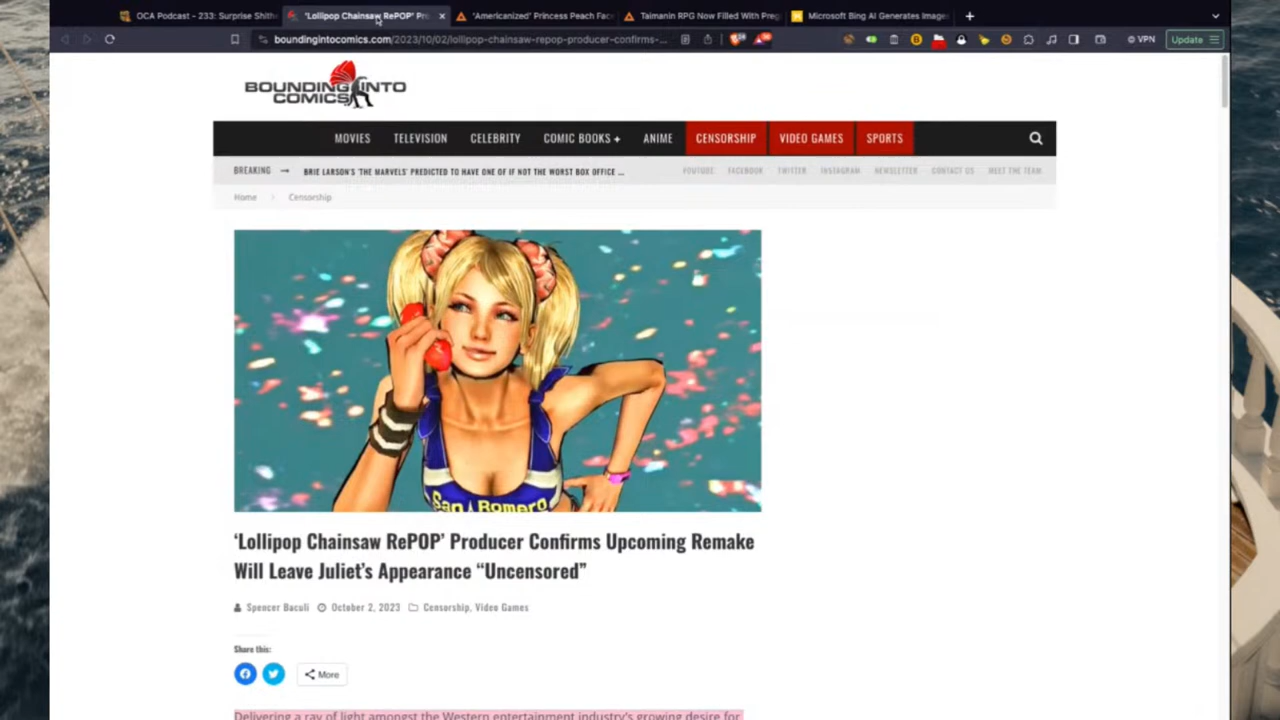 OCA Podcast - 233: Surprise Shitho
'Lollipop Chainsaw RePOP' Pro
"Americanized" Princess Peach Fac
Taimanin RPG Now Filled With Preg
Microsoft Bing AI Generates Images
boundingintocomics.com/2023/10/02/lollipop-chainsaw-repop-producer-confirms-...
VPN
Update
BOUNDING INTO
COMICS
MOVIES
TELEVISION
CELEBRITY
COMIC BOOKS +
ANIME
CENSORSHIP
VIDEO GAMES
SPORTS
BREAKING
BRIE LARSON'S 'THE MARVELS' PREDICTED TO HAVE ONE OF IF NOT THE WORST BOX OFFICE ...
YOUTUBE
FACEBOOK
TWITTER
INSTAGRAM
NEWSLETTER
CONTACT US
MEET THE TEAM
Home
Censorship
San Romero
'Lollipop Chainsaw RePOP' Producer Confirms Upcoming Remake
Will Leave Juliet's Appearance "Uncensored"
Spencer Baculi
October 2, 2023
Censorship, Video Games
Share this:
More
Delivering a ray of light amongst the Western entertainment industry's growing desire for